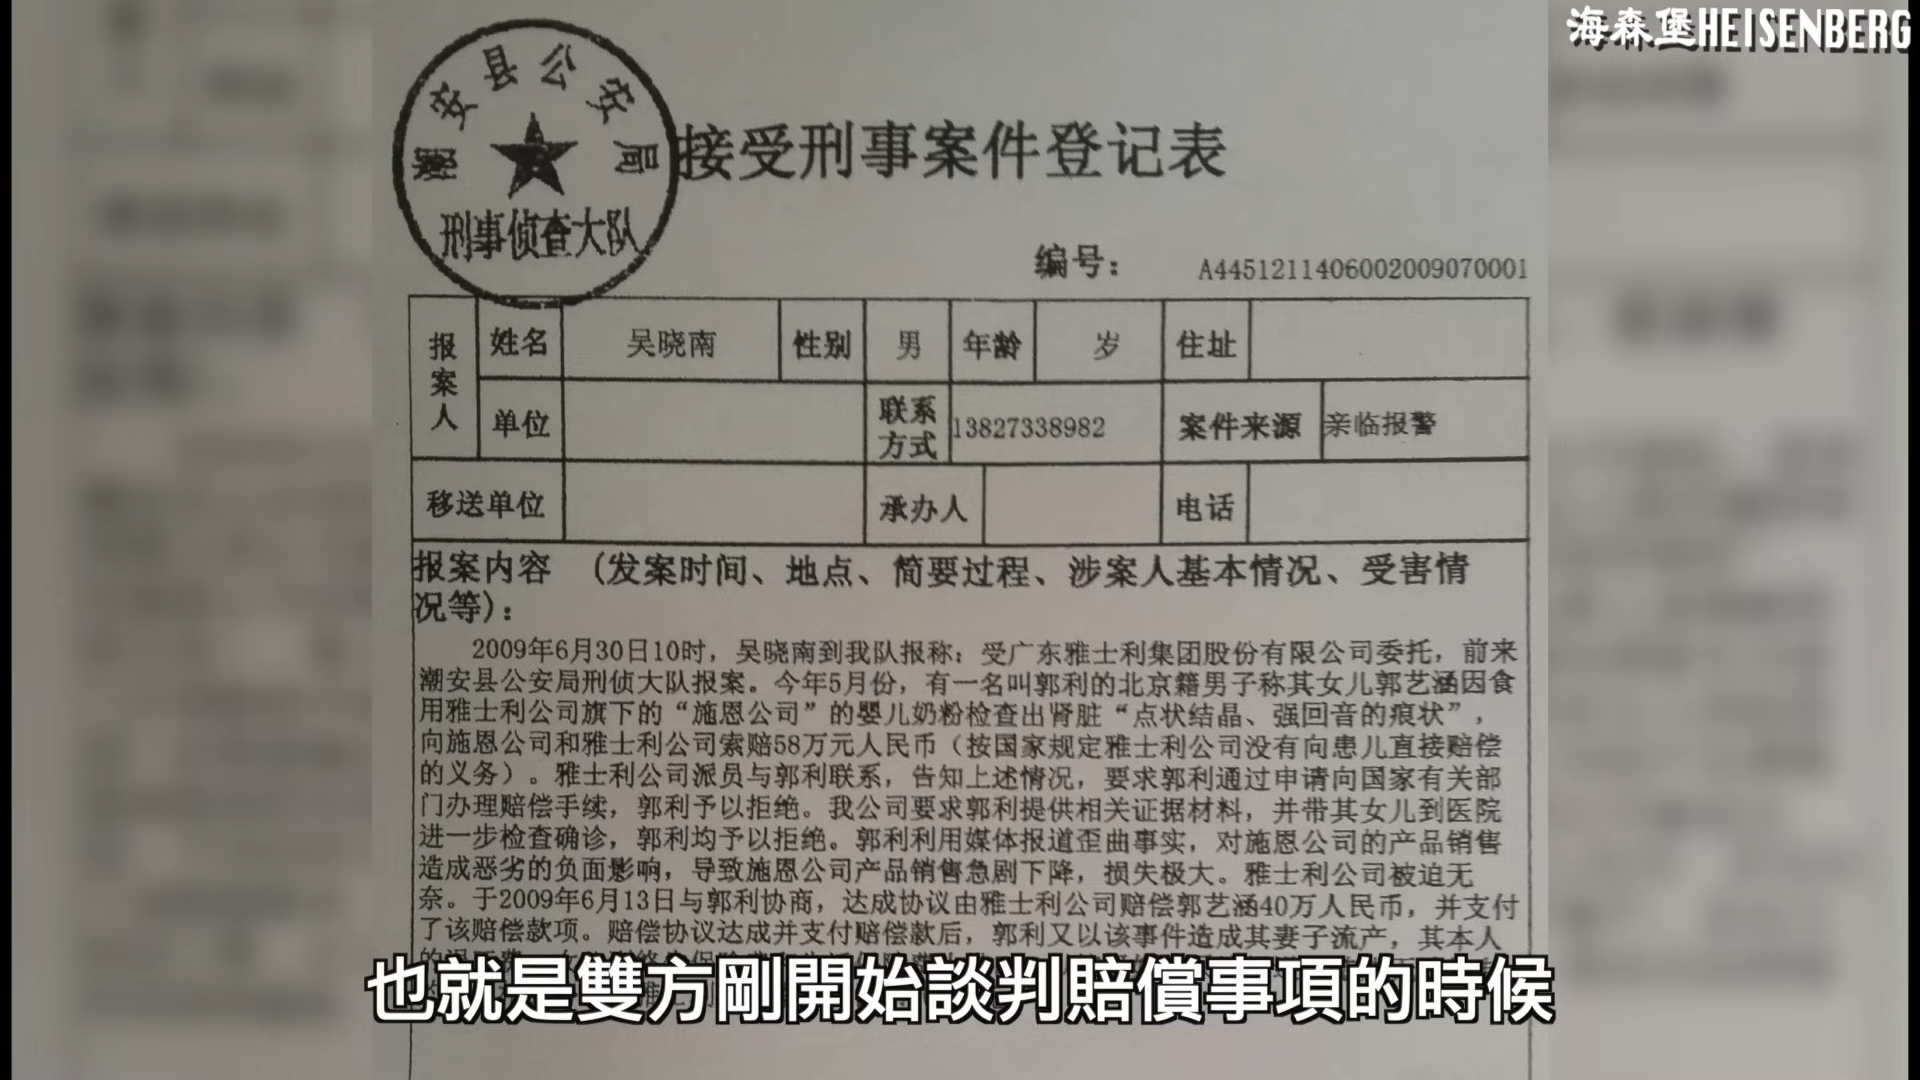 海森堡HEISENBERG
潮安县公安局
刑事侦查大队
接受刑事案件登记表
编号： A4451211406002009070001
报案人 姓名 吴晓南 性别 男 年龄 岁 住址
单位 联系方式 13827338982 案件来源 亲临报警
移送单位 承办人 电话
报案内容 （发案时间、地点、简要过程、涉案人基本情况、受害情
况等）：
2009年6月30日10时，吴晓南到我队报称：受广东雅士利集团股份有限公司委托，前来
潮安县公安局刑侦大队报案。今年5月份，有一名叫郭利的北京籍男子称其女儿郭艺涵因食
用雅士利公司旗下的“施恩公司”的婴儿奶粉检查出肾脏“点状结晶、强回音的痕状”，
向施恩公司和雅士利公司索赔58万元人民币（按国家规定雅士利公司没有向患儿直接赔偿
的义务）。雅士利公司派员与郭利联系，告知上述情况，要求郭利通过申请向国家有关部
门办理赔偿手续，郭利予以拒绝。我公司要求郭利提供相关证据材料，并带其女儿到医院
进一步检查确诊，郭利均予以拒绝。郭利利用媒体报道歪曲事实，对施恩公司的产品销售
造成恶劣的负面影响，导致施恩公司产品销售急剧下降，损失极大。雅士利公司被迫无
奈。于2009年6月13日与郭利协商，达成协议由雅士利公司赔偿郭艺涵40万人民币，并支付
了该赔偿款项。赔偿协议达成并支付赔偿款后，郭利又以该事件造成其妻子流产，其本人
也就是雙方剛開始談判賠償事項的時候